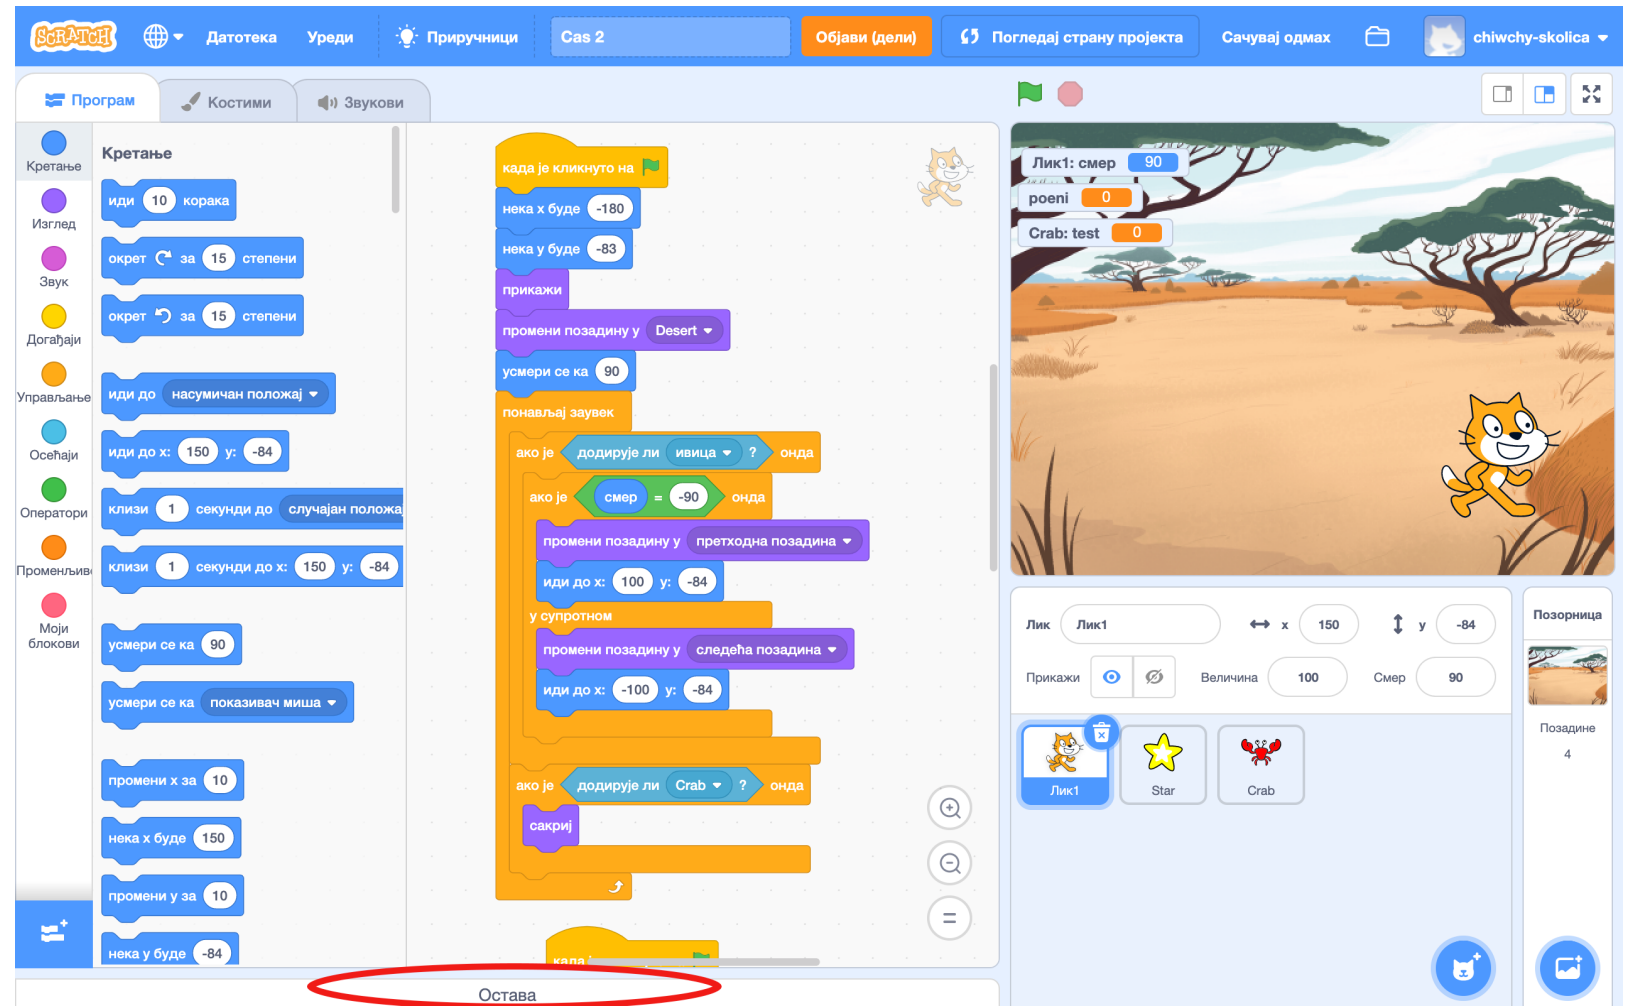 SCRATCH
Датотека
Уреди
Приручници
Cas 2
Објави (дели)
Погледај страну пројекта
Сачувај одмах
chiwchy-skolica
Програм
Костими
Звукови
Кретање
Изглед
Звук
Догађаји
Управљање
Осећаји
Оператори
Моји
блокови
Кретање
иди 10 корака
окрет за 15 степени
окрет за 15 степени
иди до насумичан положај
иди до x: 150 y: -84
клизи 1 секунди до случајан
клизи 1 секунди до x: 150 y: -84
усмери се ка 90
усмери се ка показивач миша
промени x за 10
нека x буде 150
промени y за 10
нека y буде -84
када је кликнуто на
нека x буде -180
нека y буде -83
прикажи
промени позадину у Desert
усмери се ка 90
понављај заувек
ако је додирује ли ивица ? онда
ако је смер = -90 онда
промени позадину у претходна позадина
иди до x: 100 y: -84
у супротном
промени позадину у следећа позадина
иди до x: -100 y: -84
ако је додирује ли Crab ? онда
сакриј
Остава
Лик1: смер 90
poeni 0
Crab: test 0
Лик Лик1 x 150 y -84
Прикажи Величина 100 Смер 90
Лик1
Star
Crab
Позорница
Позадине
4